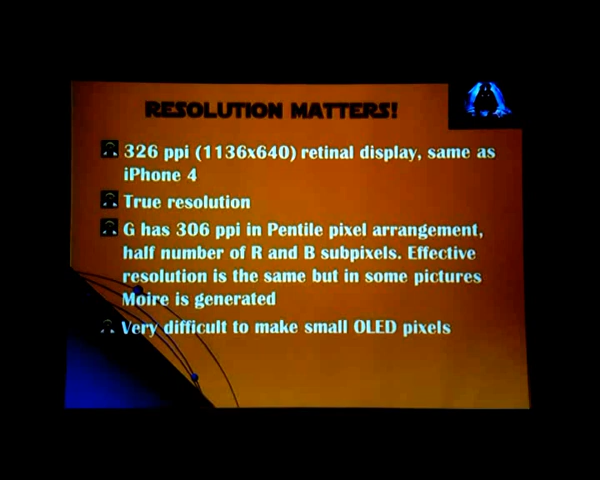 RESOLUTION MATTERS!
326 ppi (1136x640) retinal display, same as
iPhone 4
True resolution
G has 306 ppi in Pentile pixel arrangement,
half number of R and B subpixels. Effective
resolution is the same but in some pictures
Moire is generated
Very difficult to make small OLED pixels